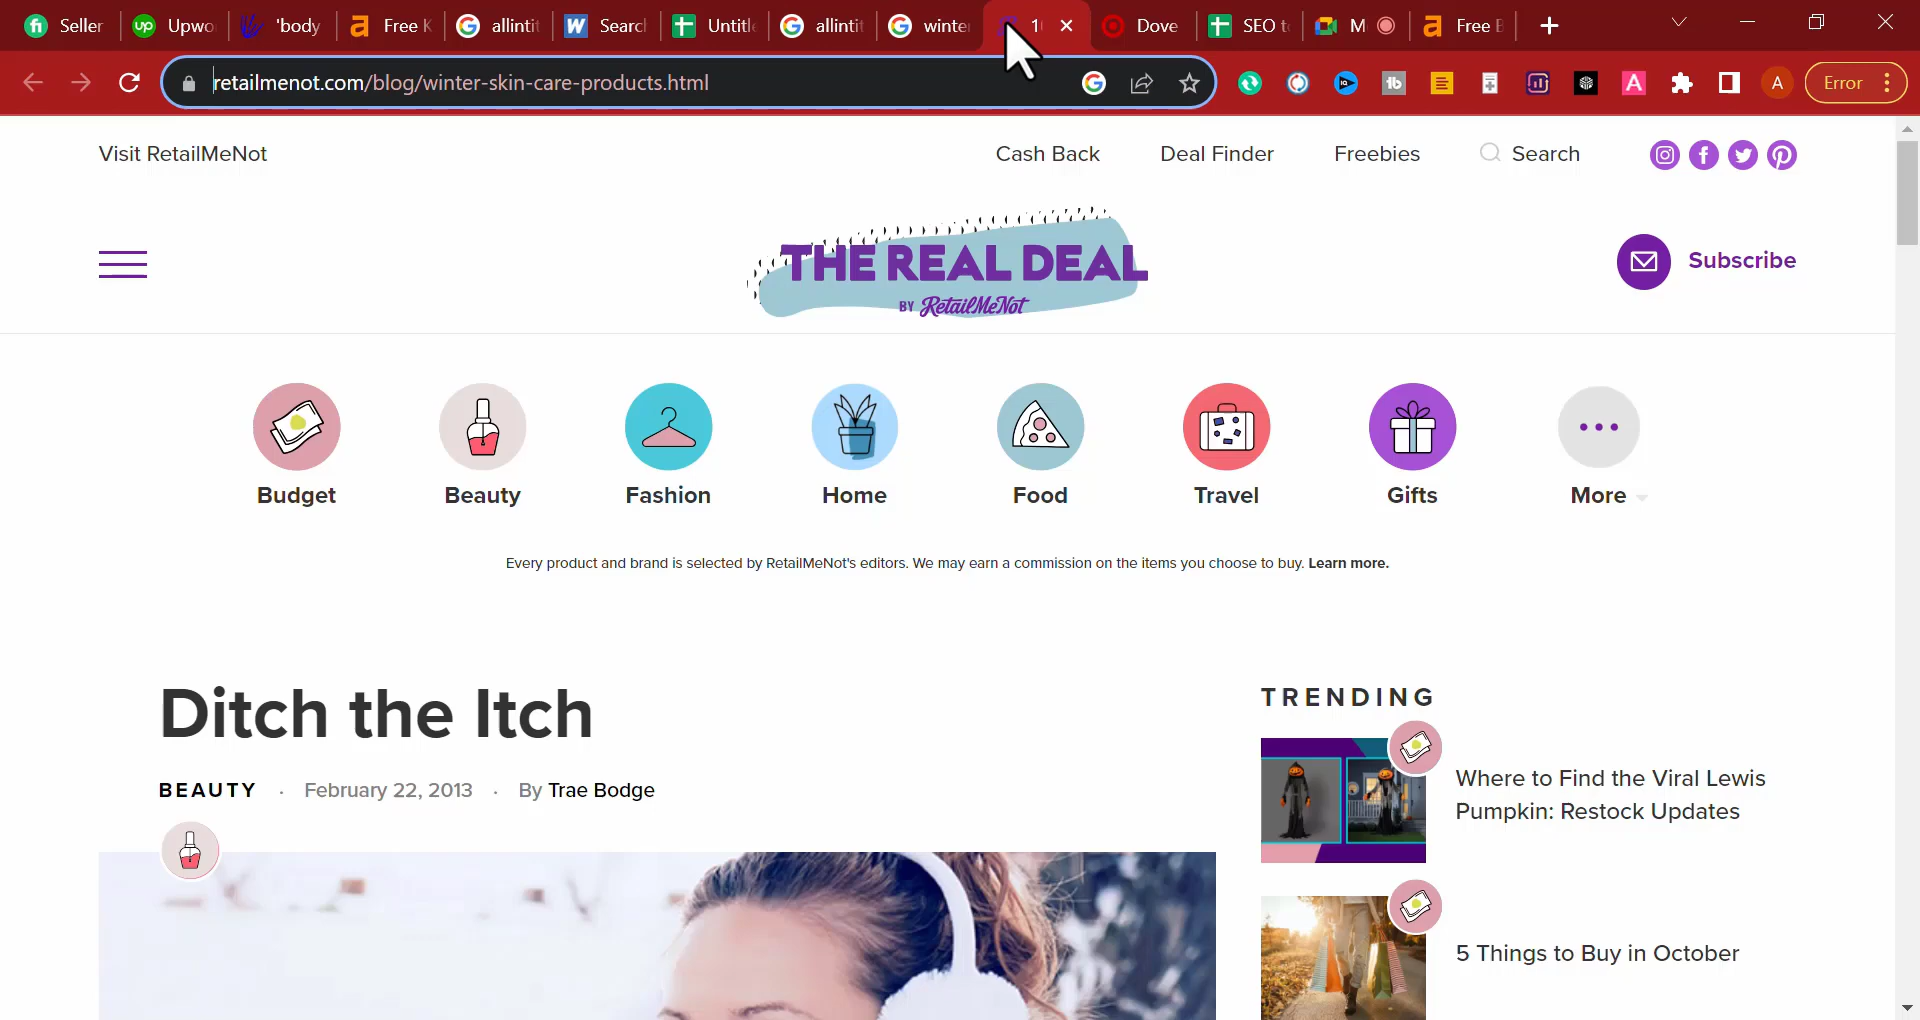 Seller Upwo 'body Free K allintit W Searc Untitl allintit winter 1 Dove SEO t M Free B
retailmenot.com/blog/winter-skin-care-products.html
Error
Visit RetailMeNot Cash Back Deal Finder Freebies Search
THE REAL DEAL
BY RetailMeNot
Subscribe
Budget Beauty Fashion Home Food Travel Gifts More
Every product and brand is selected by RetailMeNot's editors. We may earn a commission on the items you choose to buy. Learn more.
Ditch the Itch
BEAUTY · February 22, 2013 · By Trae Bodge
TRENDING
Where to Find the Viral Lewis
Pumpkin: Restock Updates
5 Things to Buy in October